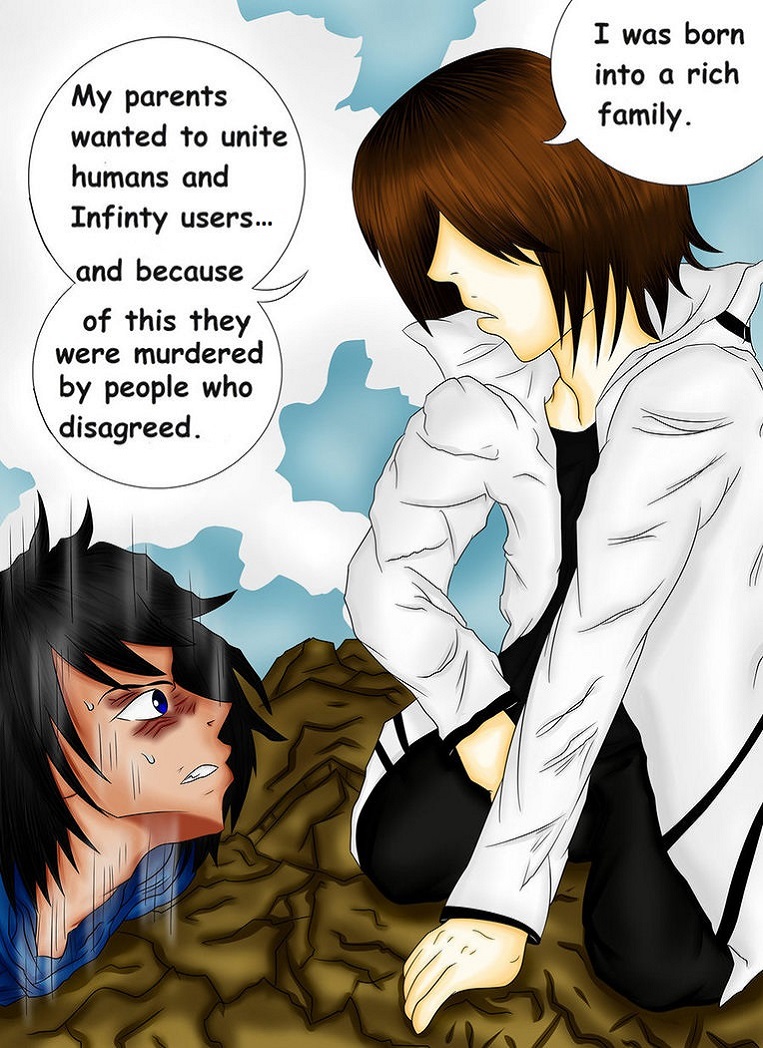 I was born
into a rich
family.
My parents
wanted to unite
humans and
Infinty users...
and because
of this they
were murdered
by people who
disagreed.